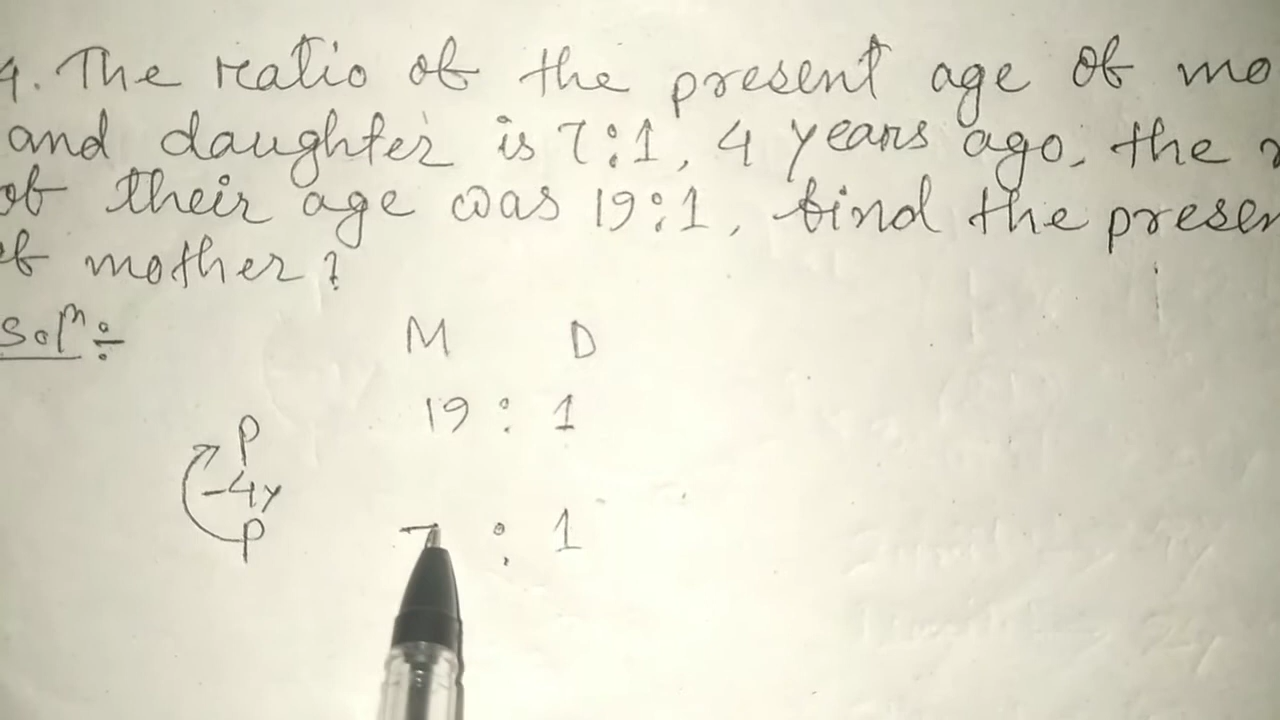 4. The ratio of the present age of mo
and daughter is 7:1, 4 years ago, the
of their age was 19:1, find the presen
of mother?
Solⁿ ÷
M D
19 : 1
P
-4y
P
7 : 1